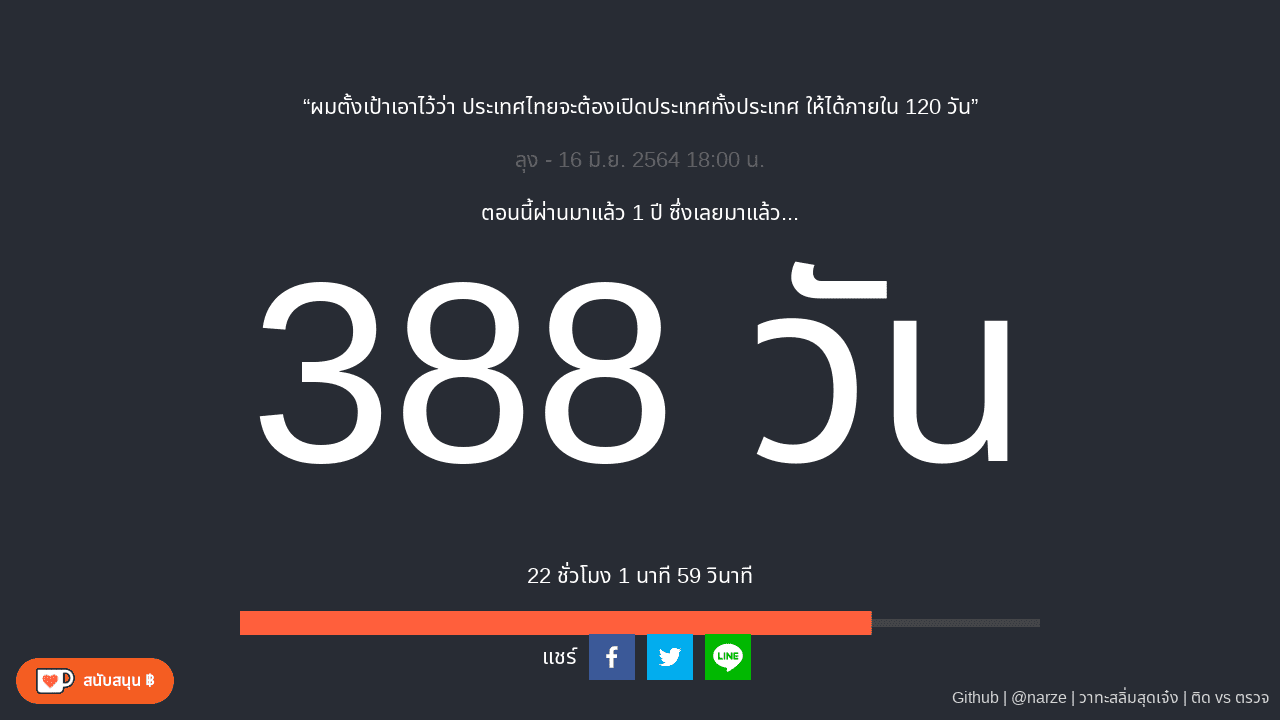 “ผมตั้งเป้าเอาไว้ว่า ประเทศไทยจะต้องเปิดประเทศทั้งประเทศ ให้ได้ภายใน 120 วัน”
ลุง - 16 มิ.ย. 2564 18:00 น.
ตอนนี้ผ่านมาแล้ว 1 ปี ซึ่งเลยมาแล้ว...
388 วัน
22 ชั่วโมง 1 นาที 59 วินาที
แชร์
LINE
สนับสนุน ฿
Github | @narze | วาทะสลิ่มสุดเจ๋ง | ติด vs ตรวจ